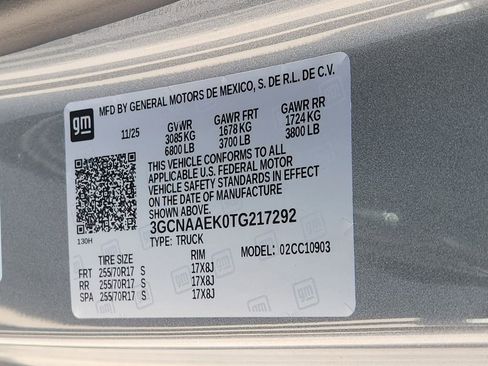 gm
MFD BY GENERAL MOTORS DE MEXICO, S. DE R.L. DE C.V.
11/25 GVWR GAWR FRT GAWR RR
3085 KG 1678 KG 1724 KG
6800 LB 3700 LB 3800 LB
THIS VEHICLE CONFORMS TO ALL
APPLICABLE U.S. FEDERAL MOTOR
VEHICLE SAFETY STANDARDS IN EFFECT
ON THE DATE OF MANUFACTURE
SHOWN ABOVE.
3GCNAAEK0TG217292
130H
TYPE: TRUCK MODEL: 02CC10903
TIRE SIZE RIM
FRT 255/70R17 S 17X8J
RR 255/70R17 S 17X8J
SPA 255/70R17 S 17X8J